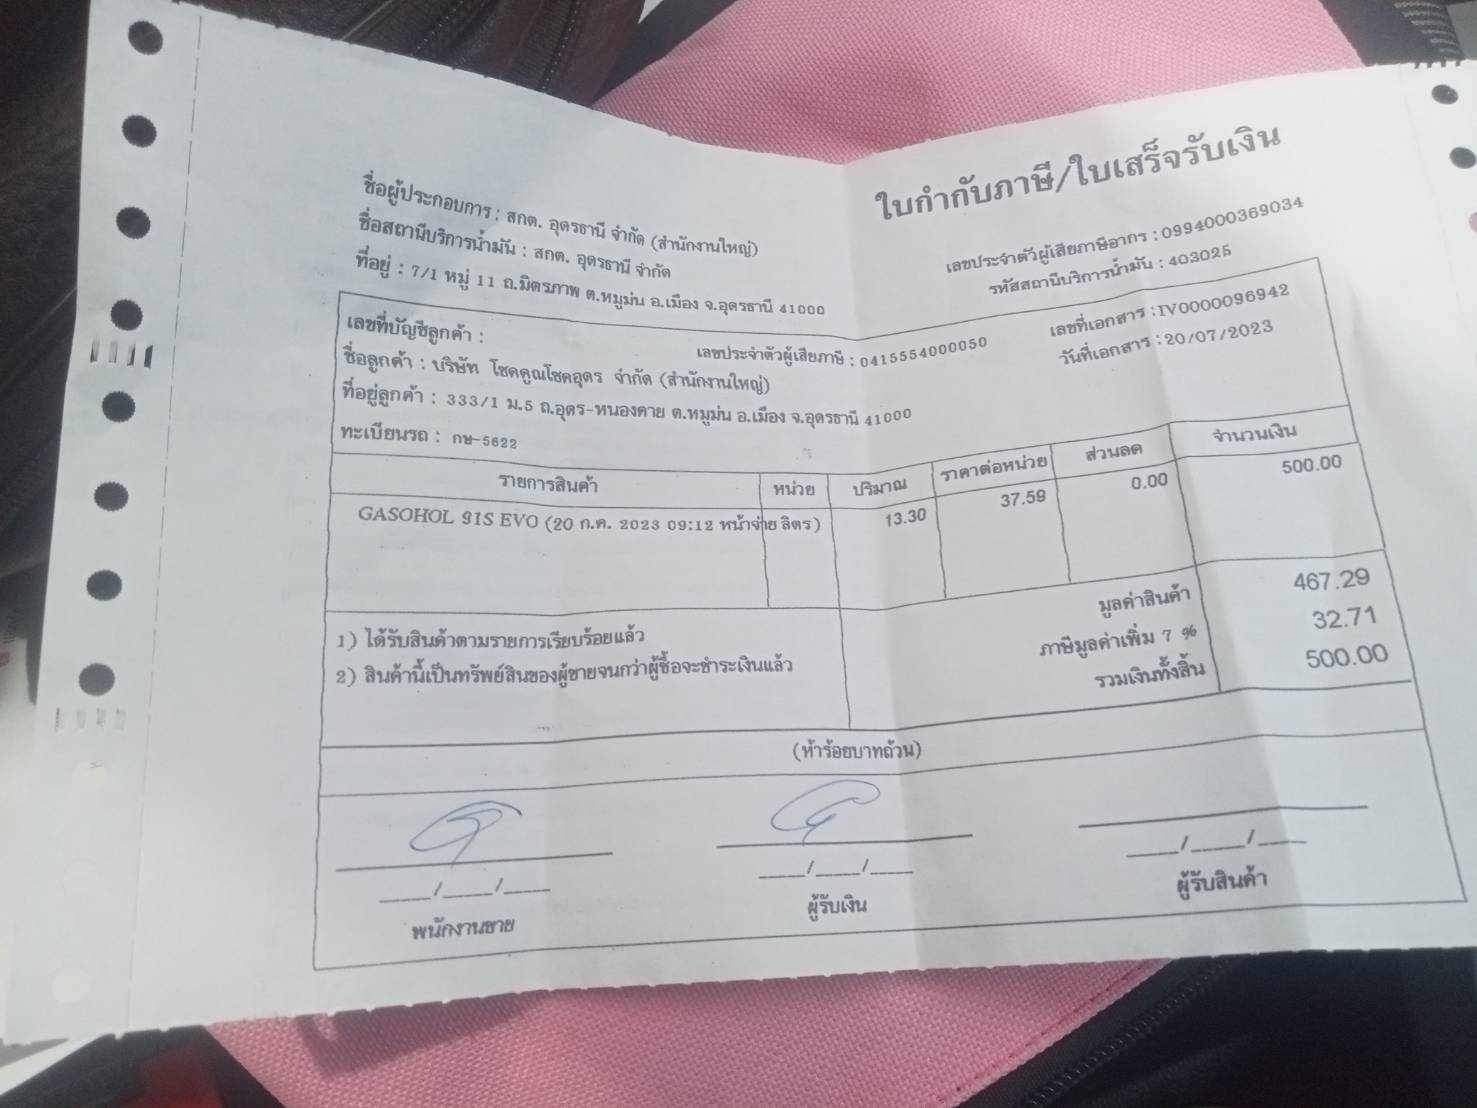 ใบกำกับภาษี/ใบเสร็จรับเงิน
ชื่อผู้ประกอบการ : สกต. อุดรธานี จำกัด (สำนักงานใหญ่)
เลขประจำตัวผู้เสียภาษีอากร : 0994000369034
ชื่อสถานีบริการน้ำมัน : สกต. อุดรธานี จำกัด
รหัสสถานีบริการน้ำมัน : 403025
ที่อยู่ : 7/1 หมู่ 11 ถ.มิตรภาพ ต.หมูม่น อ.เมือง จ.อุดรธานี 41000
เลขที่บัญชีลูกค้า :
เลขประจำตัวผู้เสียภาษี : 0415554000050
เลขที่เอกสาร : IV0000096942
ชื่อลูกค้า : บริษัท โชคคูณโชคอุดร จำกัด (สำนักงานใหญ่)
วันที่เอกสาร : 20/07/2023
ที่อยู่ลูกค้า : 333/1 ม.5 ถ.อุดร-หนองคาย ต.หมูม่น อ.เมือง จ.อุดรธานี 41000
ทะเบียนรถ : กษ-5622
รายการสินค้า หน่วย ปริมาณ ราคาต่อหน่วย ส่วนลด จำนวนเงิน
GASOHOL 91S EVO (20 ก.ค. 2023 09:12 หน้าจ่าย ลิตร) 13.30 37.59 0.00 500.00
มูลค่าสินค้า 467.29
1) ได้รับสินค้าตามรายการเรียบร้อยแล้ว
ภาษีมูลค่าเพิ่ม 7 % 32.71
2) สินค้านี้เป็นทรัพย์สินของผู้ขายจนกว่าผู้ซื้อจะชำระเงินแล้ว
รวมเงินทั้งสิ้น 500.00
(ห้าร้อยบาทถ้วน)
____/____/____ ____/____/____ ____/____/____
พนักงานขาย ผู้รับเงิน ผู้รับสินค้า